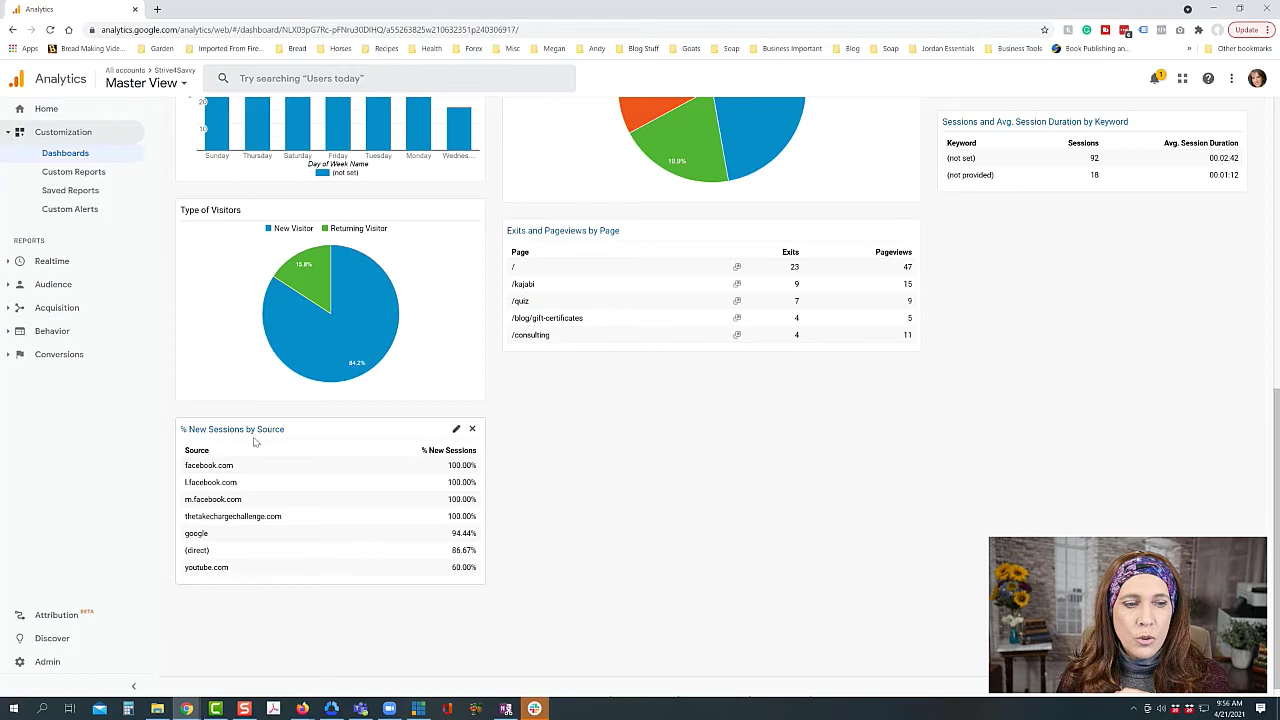 Analytics
analytics.google.com/analytics/web/#/dashboard/NLX03pG7Rc-pFNru30DIHQ/a55263825w210632351p240306917/
Update
Apps
Bread Making Vide...
Garden
Imported From Fire...
Bread
Horses
Recipes
Health
Forex
Misc
Megan
Andy
Blog Stuff
Goats
Soap
Business Important
Blog
Soap
Jordan Essentials
Business Tools
Book Publishing an...
»
Other bookmarks
Analytics
All accounts > Strive4Savvy
Master View
Try searching “Users today”
1
Home
Customization
Dashboards
Custom Reports
Saved Reports
Custom Alerts
REPORTS
Realtime
Audience
Acquisition
Behavior
Conversions
Attribution BETA
Discover
Admin
20
10
Sunday Thursday Saturday Friday Tuesday Monday Wednes...
Day of Week Name
(not set)
Type of Visitors
New Visitor Returning Visitor
15.8%
84.2%
% New Sessions by Source
Source % New Sessions
facebook.com 100.00%
l.facebook.com 100.00%
m.facebook.com 100.00%
thetakechargechallenge.com 100.00%
google 94.44%
(direct) 86.67%
youtube.com 60.00%
19.9%
Exits and Pageviews by Page
Page Exits Pageviews
/ 23 47
/kajabi 9 15
/quiz 7 9
/blog/gift-certificates 4 5
/consulting 4 11
Sessions and Avg. Session Duration by Keyword
Keyword Sessions Avg. Session Duration
(not set) 92 00:02:42
(not provided) 18 00:01:12
9:56 AM
4/21/2021